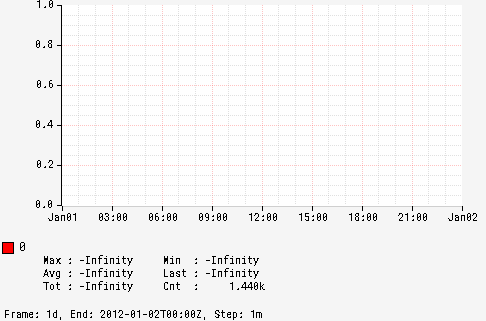 1.0
0.8
0.6
0.4
0.2
0.0
Jan01 03:00 06:00 09:00 12:00 15:00 18:00 21:00 Jan02
0
Max : -Infinity Min : -Infinity
Avg : -Infinity Last : -Infinity
Tot : -Infinity Cnt : 1.440k
Frame: 1d, End: 2012-01-02T00:00Z, Step: 1m